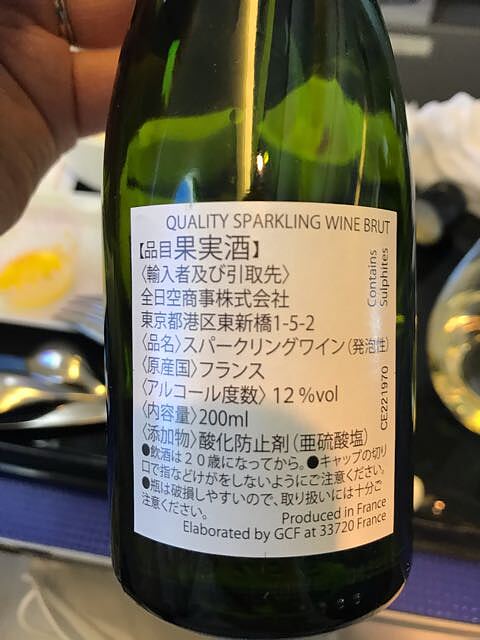 QUALITY SPARKLING WINE BRUT
【品目果実酒】
〈輸入者及び引取先〉
全日空商事株式会社
東京都港区東新橋1-5-2
〈品名〉スパークリングワイン(発泡性)
〈原産国〉フランス
〈アルコール度数〉12%vol
〈内容量〉200ml
〈添加物〉酸化防止剤(亜硫酸塩)
●飲酒は20歳になってから。●キャップの切り
口で指などけがをしないようにご注意ください。
●瓶は破損しやすいので、取り扱いには十分ご
注意ください。
Produced in France
Elaborated by GCF at 33720 France
Contains
Sulphites
CE221970